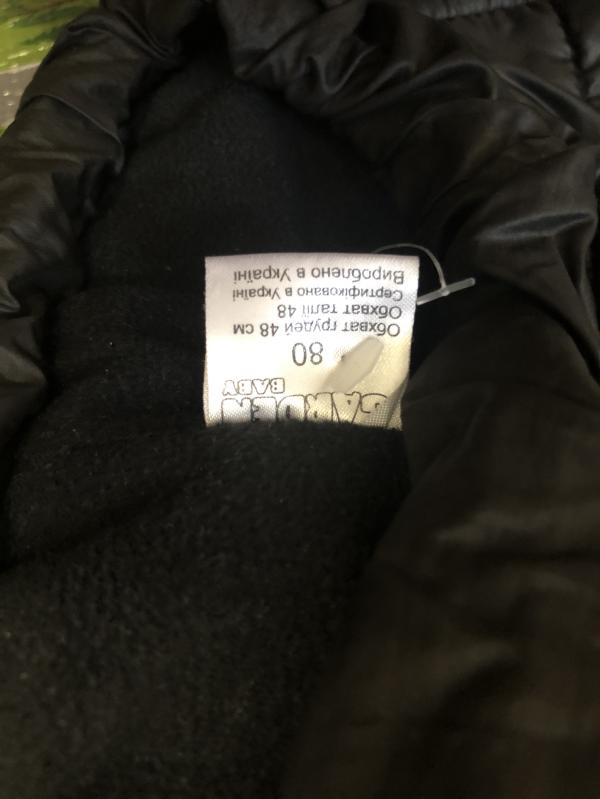 GARDEN
BABY
80
Обхват грудей 48 см
Обхват талії 48
Сертифіковано в Україні
Вироблено в Україні